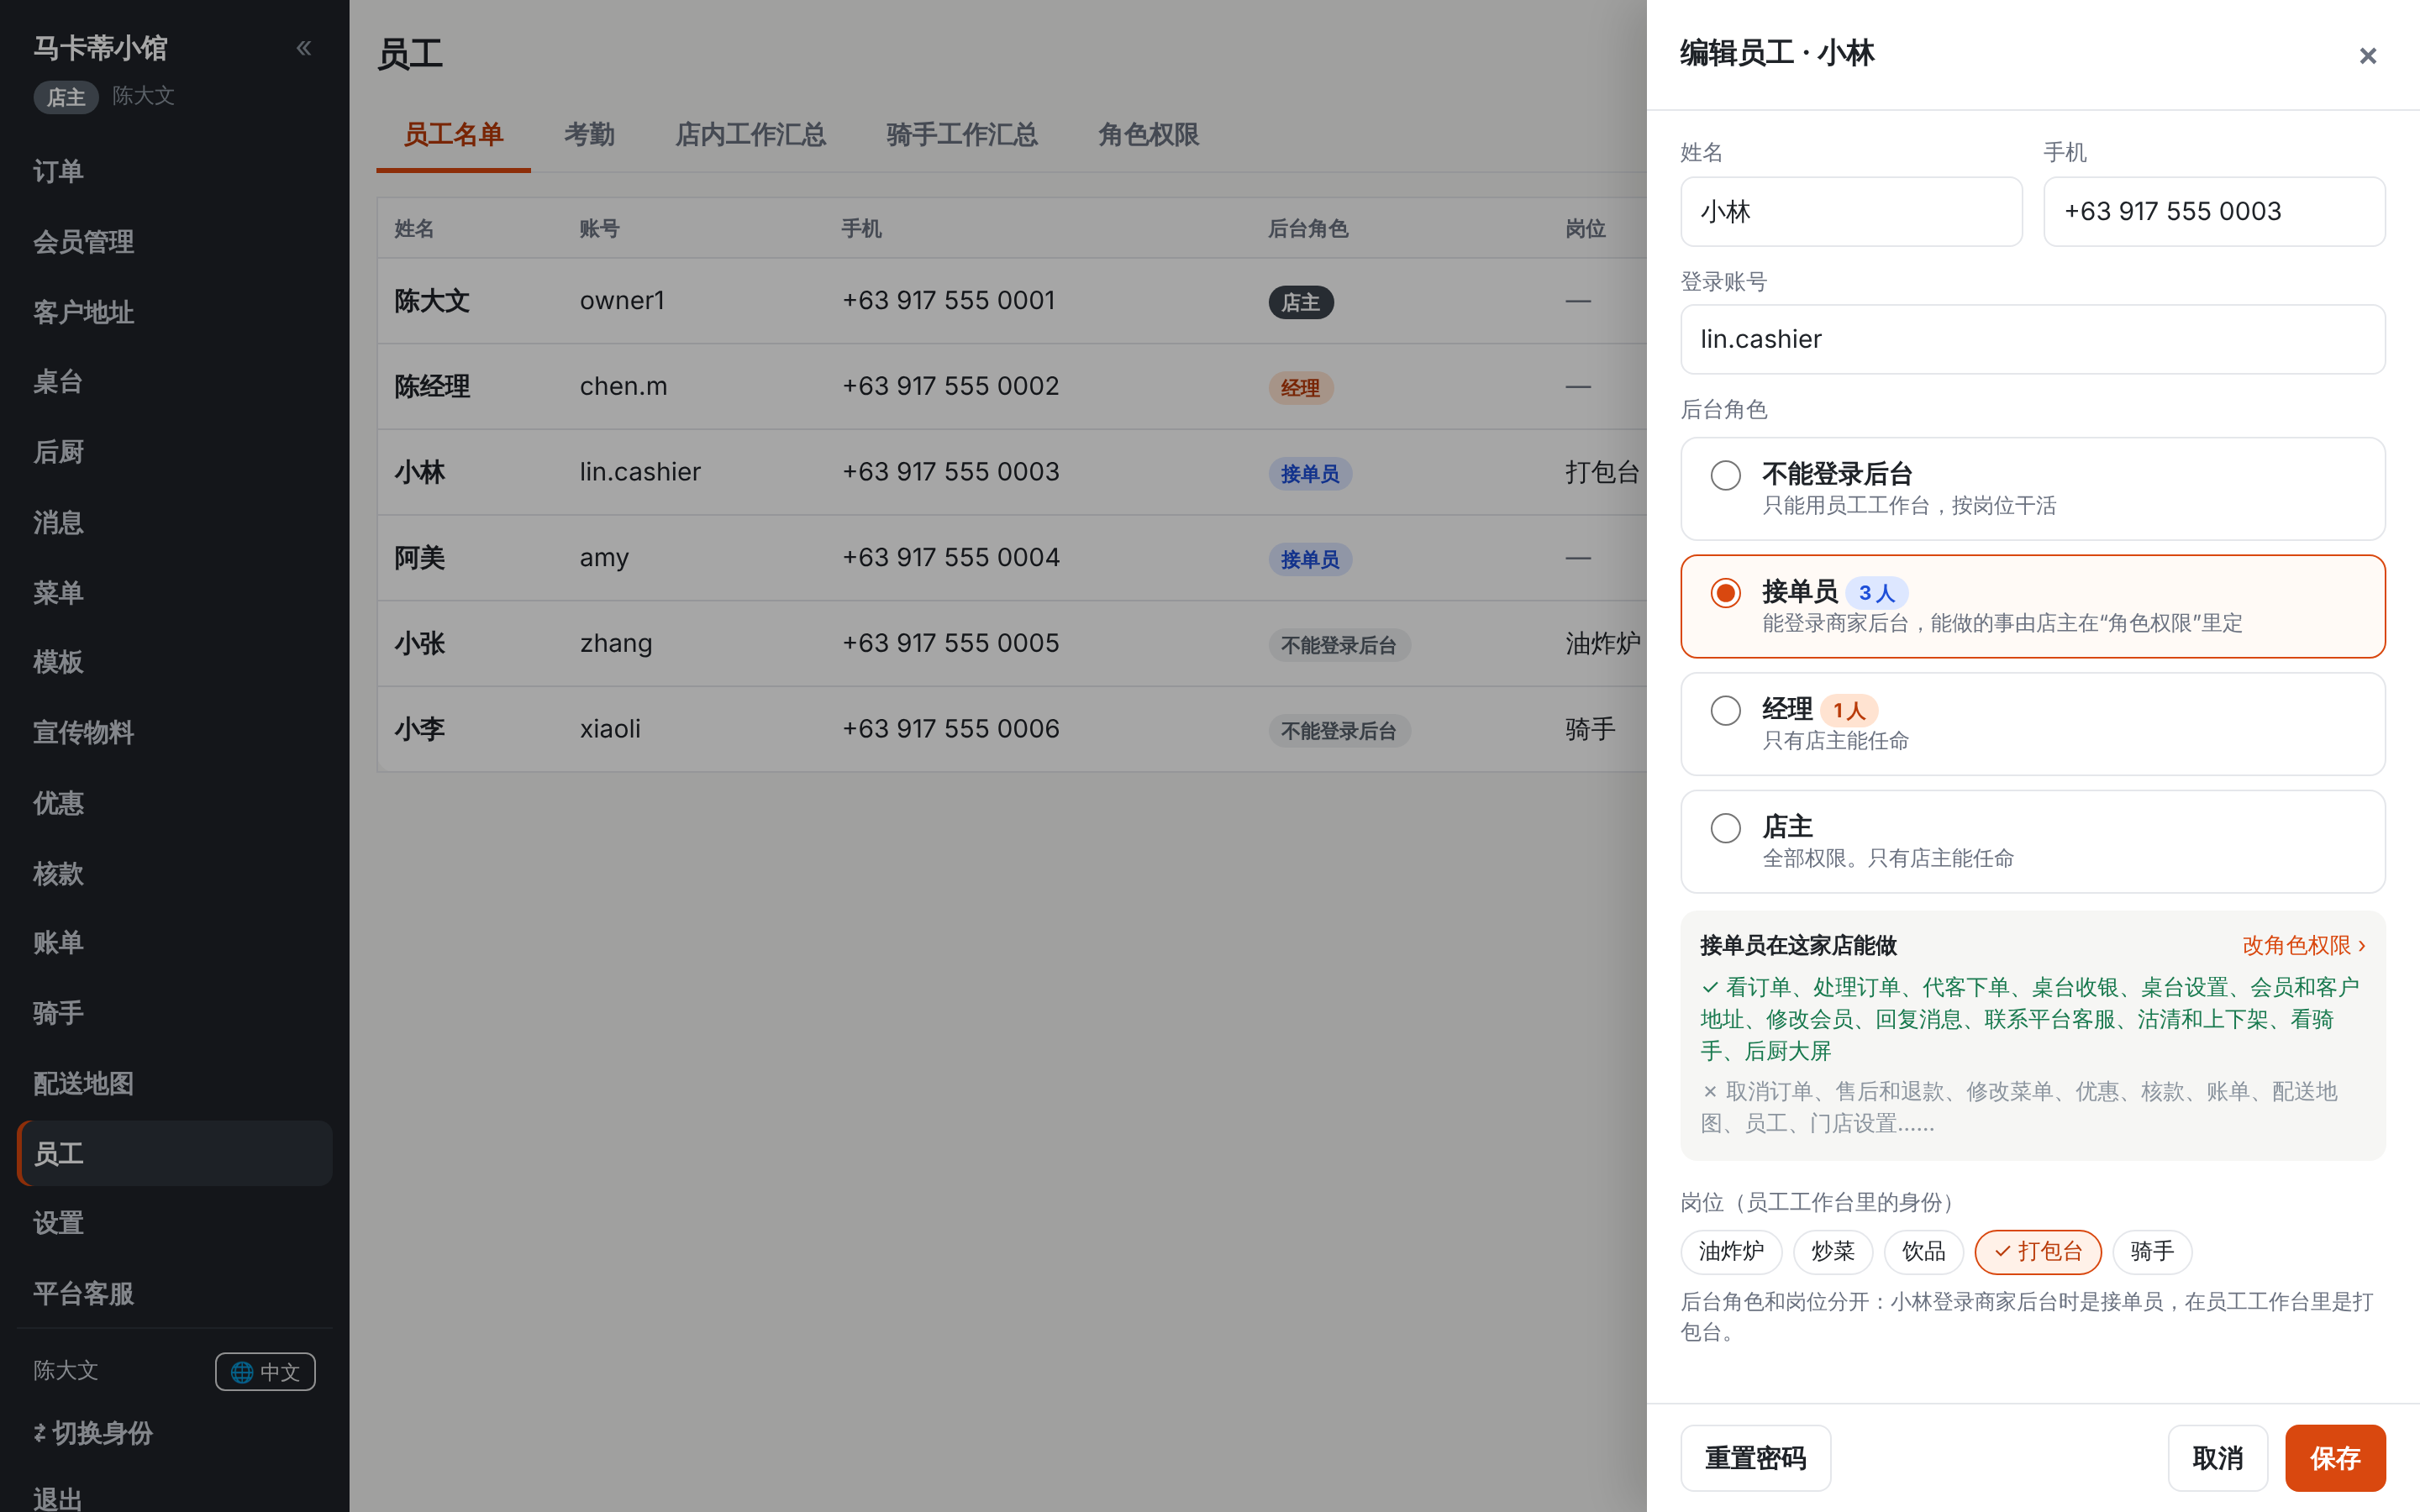 马卡蒂小馆 «
店主 陈大文
订单
会员管理
客户地址
桌台
后厨
消息
菜单
模板
宣传物料
优惠
核款
账单
骑手
配送地图
员工
设置
平台客服
陈大文 🌐 中文
⇄ 切换身份
退出
员工
员工名单 考勤 店内工作汇总 骑手工作汇总 角色权限
姓名 账号 手机 后台角色 岗位
陈大文 owner1 +63 917 555 0001 店主 —
陈经理 chen.m +63 917 555 0002 经理 —
小林 lin.cashier +63 917 555 0003 接单员 打包台
阿美 amy +63 917 555 0004 接单员 —
小张 zhang +63 917 555 0005 不能登录后台 油炸炉
小李 xiaoli +63 917 555 0006 不能登录后台 骑手
编辑员工 · 小林 ×
姓名 手机
小林 +63 917 555 0003
登录账号
lin.cashier
后台角色
不能登录后台
只能用员工工作台，按岗位干活
接单员 3 人
能登录商家后台，能做的事由店主在“角色权限”里定
经理 1 人
只有店主能任命
店主
全部权限。只有店主能任命
接单员在这家店能做 改角色权限 ›
✓ 看订单、处理订单、代客下单、桌台收银、桌台设置、会员和客户
地址、修改会员、回复消息、联系平台客服、沽清和上下架、看骑
手、后厨大屏
× 取消订单、售后和退款、修改菜单、优惠、核款、账单、配送地
图、员工、门店设置……
岗位（员工工作台里的身份）
油炸炉 炒菜 饮品 ✓ 打包台 骑手
后台角色和岗位分开：小林登录商家后台时是接单员，在员工工作台里是打
包台。
重置密码 取消 保存